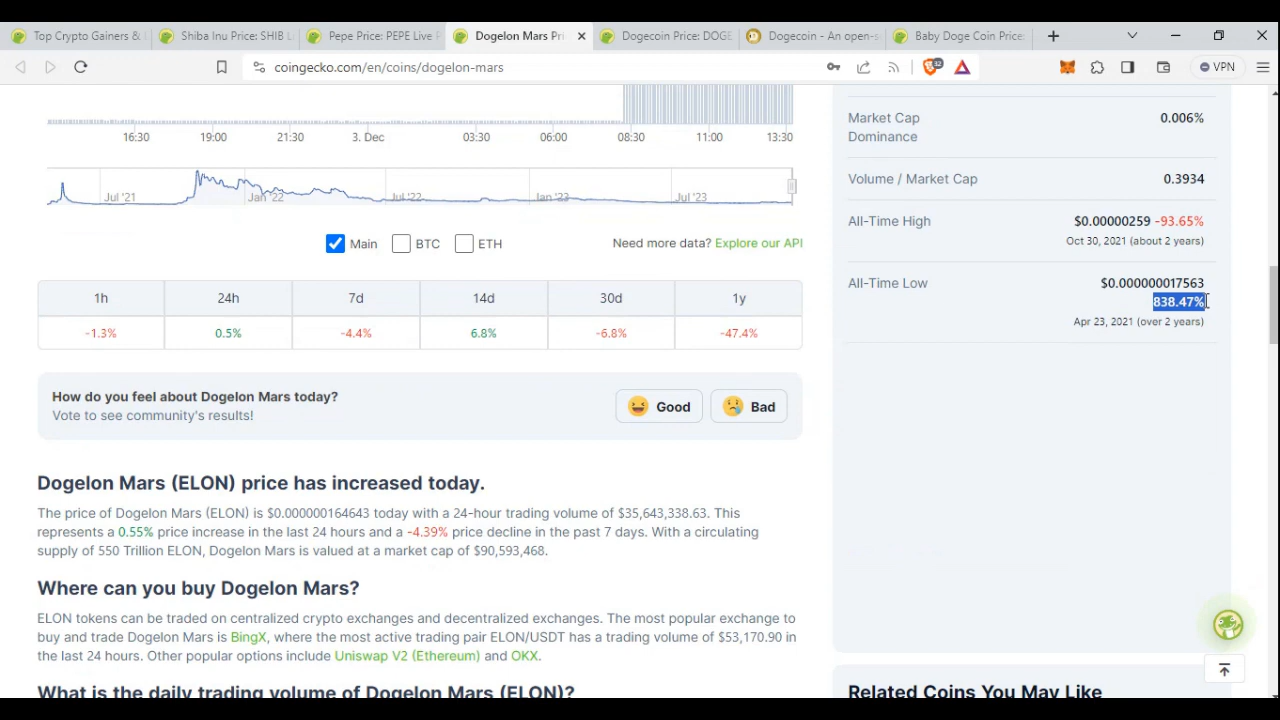 Top Crypto Gainers &
Shiba Inu Price: SHIB L
Pepe Price: PEPE Live P
Dogelon Mars Pri
Dogecoin Price: DOGE
Dogecoin - An open-s
Baby Doge Coin Price:
coingecko.com/en/coins/dogelon-mars
32
VPN
16:30 19:00 21:30 3. Dec 03:30 06:00 08:30 11:00 13:30
Jul '21 Jan '22 Jul '22 Jan '23 Jul '23
Main BTC ETH
Need more data? Explore our API
1h 24h 7d 14d 30d 1y
-1.3% 0.5% -4.4% 6.8% -6.8% -47.4%
How do you feel about Dogelon Mars today?
Vote to see community's results!
Good Bad
Dogelon Mars (ELON) price has increased today.
The price of Dogelon Mars (ELON) is $0.000000164643 today with a 24-hour trading volume of $35,643,338.63. This
represents a 0.55% price increase in the last 24 hours and a -4.39% price decline in the past 7 days. With a circulating
supply of 550 Trillion ELON, Dogelon Mars is valued at a market cap of $90,593,468.
Where can you buy Dogelon Mars?
ELON tokens can be traded on centralized crypto exchanges and decentralized exchanges. The most popular exchange to
buy and trade Dogelon Mars is BingX, where the most active trading pair ELON/USDT has a trading volume of $53,170.90 in
the last 24 hours. Other popular options include Uniswap V2 (Ethereum) and OKX.
What is the daily trading volume of Dogelon Mars (ELON)?
Market Cap
Dominance
0.006%
Volume / Market Cap 0.3934
All-Time High $0.00000259 -93.65%
Oct 30, 2021 (about 2 years)
All-Time Low $0.000000017563
838.47%
Apr 23, 2021 (over 2 years)
Related Coins You May Like